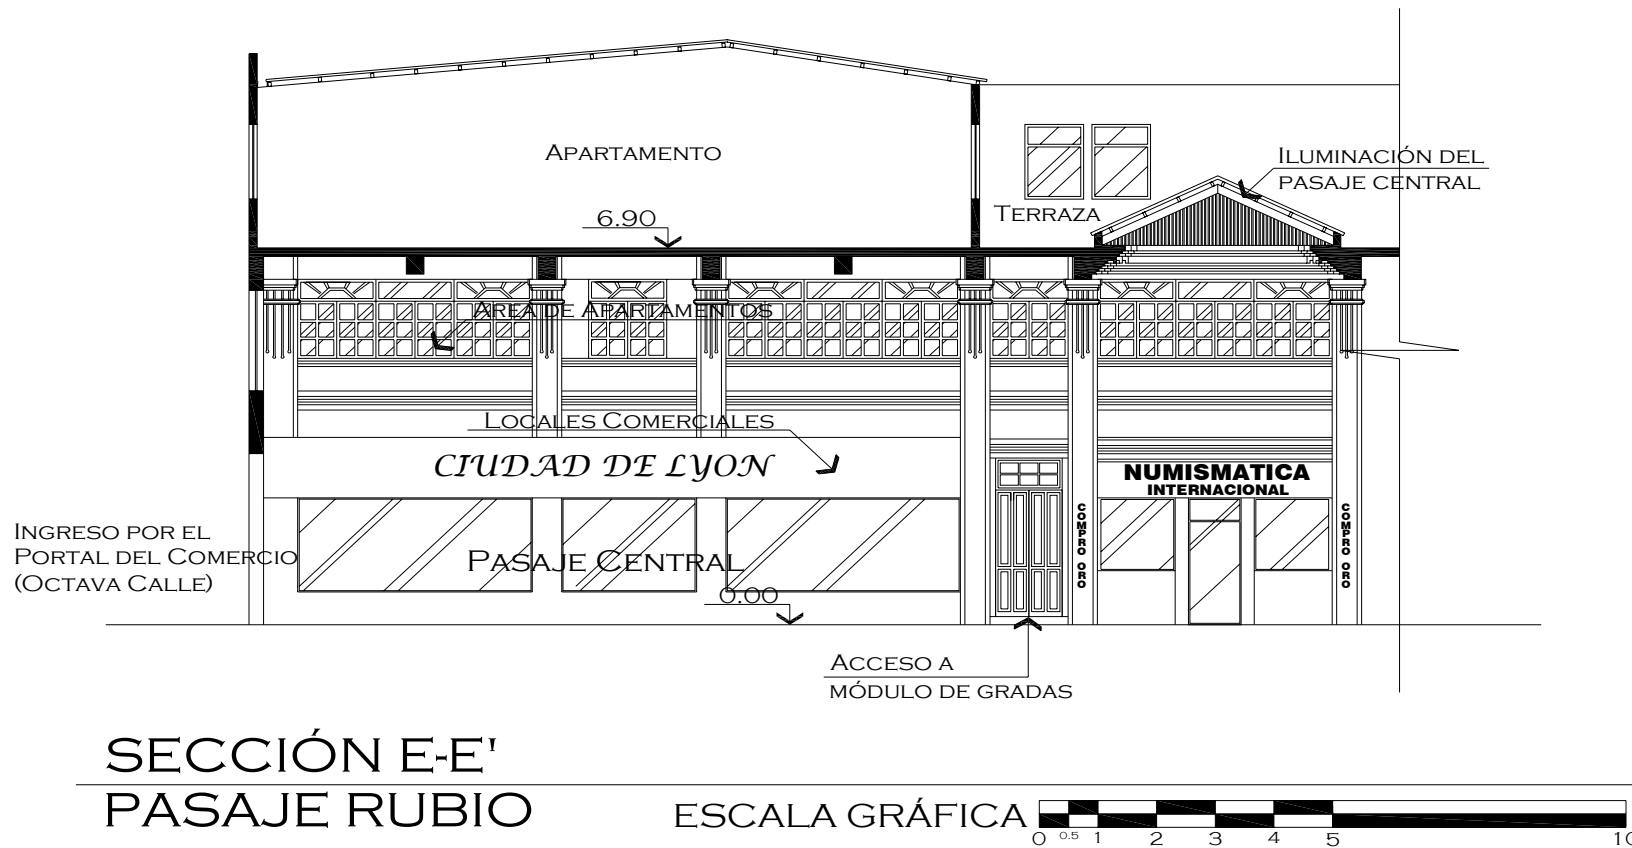 APARTAMENTO
ILUMINACIÓN DEL
PASAJE CENTRAL
TERRAZA
6.90
AREA DE APARTAMENTOS
LOCALES COMERCIALES
CIUDAD DE LYON
NUMISMATICA
INTERNACIONAL
COMPRO ORO
COMPRO ORO
INGRESO POR EL
PORTAL DEL COMERCIO
(OCTAVA CALLE)
PASAJE CENTRAL
0.00
ACCESO A
MÓDULO DE GRADAS
SECCIÓN E-E'
PASAJE RUBIO
ESCALA GRÁFICA
0 0.5 1 2 3 4 5 10